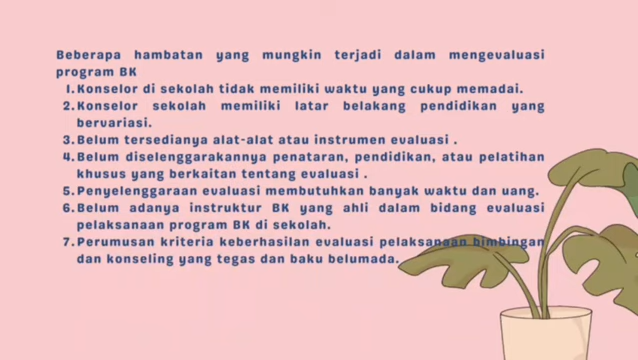 Beberapa hambatan yang mungkin terjadi dalam mengevaluasi
program BK
1. Konselor di sekolah tidak memiliki waktu yang cukup memadai.
2. Konselor sekolah memiliki latar belakang pendidikan yang
bervariasi.
3. Belum tersedianya alat-alat atau instrumen evaluasi .
4. Belum diselenggarakannya penataran, pendidikan, atau pelatihan
khusus yang berkaitan tentang evaluasi .
5. Penyelenggaraan evaluasi membutuhkan banyak waktu dan uang.
6. Belum adanya instruktur BK yang ahli dalam bidang evaluasi
pelaksanaan program BK di sekolah.
7. Perumusan kriteria keberhasilan evaluasi pelaksanaan bimbingan
dan konseling yang tegas dan baku belumada.